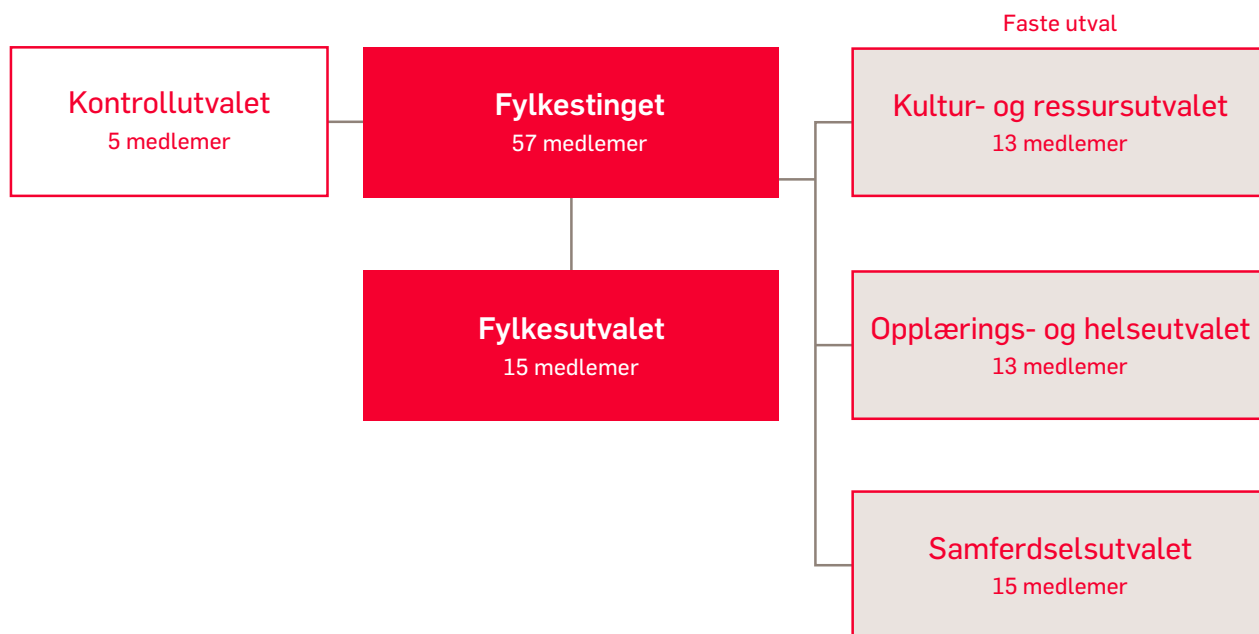 Faste utval
Kontrollutvalet
5 medlemer
Fylkestinget
57 medlemer
Kultur- og ressursutvalet
13 medlemer
Fylkesutvalet
15 medlemer
Opplærings- og helseutvalet
13 medlemer
Samferdselsutvalet
15 medlemer